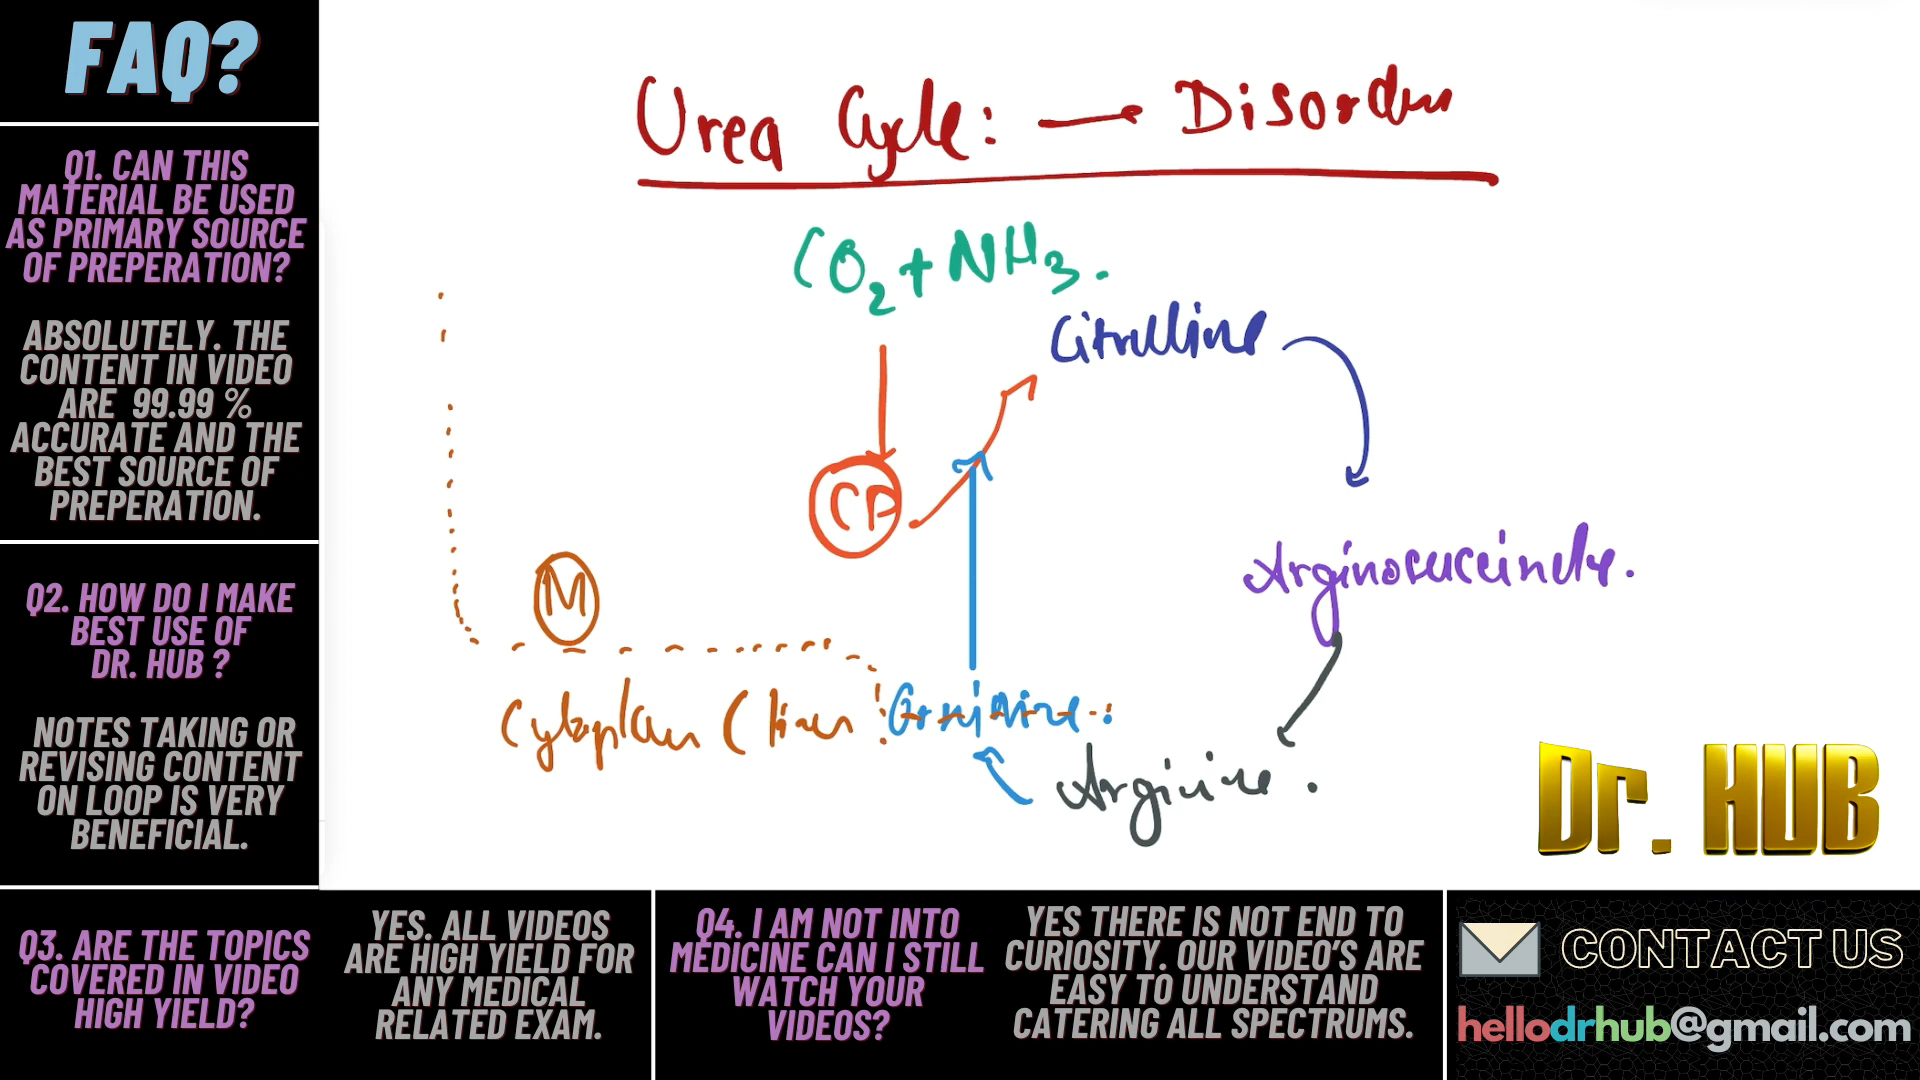 FAQ?
Q1. CAN THIS
MATERIAL BE USED
AS PRIMARY SOURCE
OF PREPERATION?
ABSOLUTELY. THE
CONTENT IN VIDEO
ARE 99.99 %
ACCURATE AND THE
BEST SOURCE OF
PREPERATION.
Q2. HOW DO I MAKE
BEST USE OF
DR. HUB ?
NOTES TAKING OR
REVISING CONTENT
ON LOOP IS VERY
BENEFICIAL.
Urea Cycle: → Disorders
CO2 + NH3.
Citrulline
CP
Arginosuccinate.
M
Cytoplasm (liver
Ornithine
Arginine.
Dr. HUB
Q3. ARE THE TOPICS
COVERED IN VIDEO
HIGH YIELD?
YES. ALL VIDEOS
ARE HIGH YIELD FOR
ANY MEDICAL
RELATED EXAM.
Q4. I AM NOT INTO
MEDICINE CAN I STILL
WATCH YOUR
VIDEOS?
YES THERE IS NOT END TO
CURIOSITY. OUR VIDEO'S ARE
EASY TO UNDERSTAND
CATERING ALL SPECTRUMS.
CONTACT US
hellodrhub@gmail.com